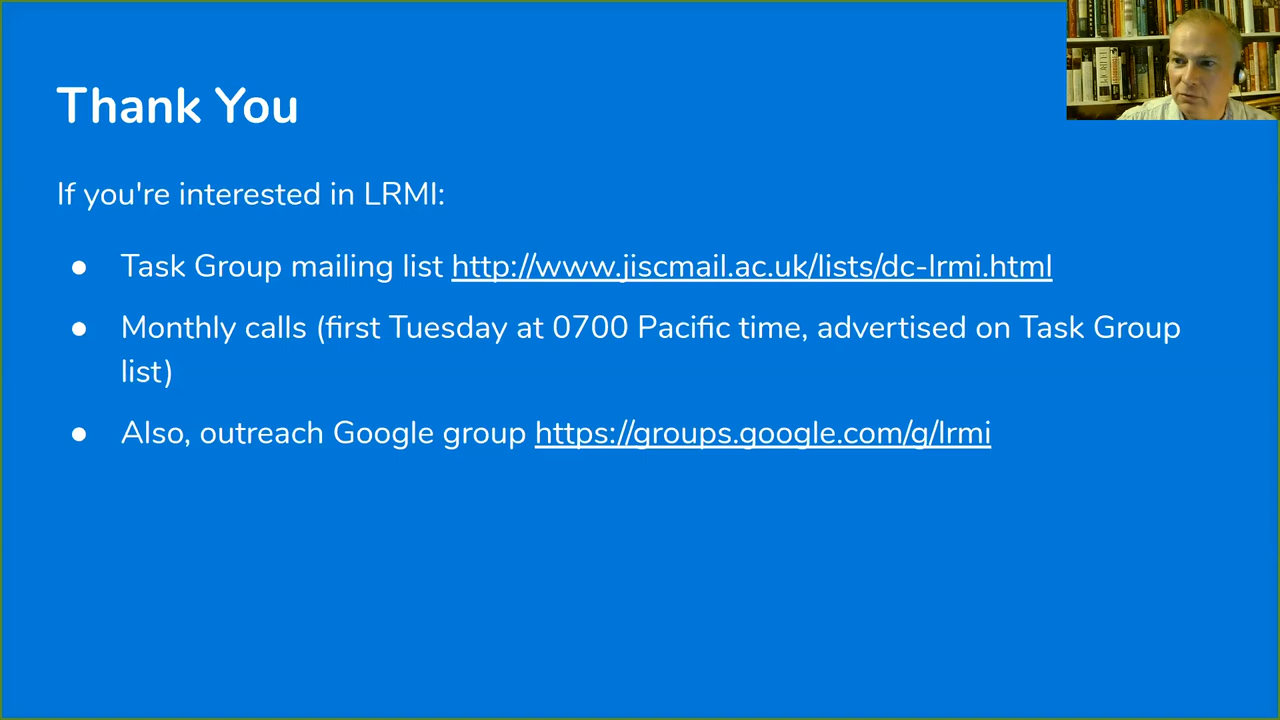 Thank You
If you're interested in LRMI:
● Task Group mailing list http://www.jiscmail.ac.uk/lists/dc-lrmi.html
● Monthly calls (first Tuesday at 0700 Pacific time, advertised on Task Group
list)
● Also, outreach Google group https://groups.google.com/g/lrmi